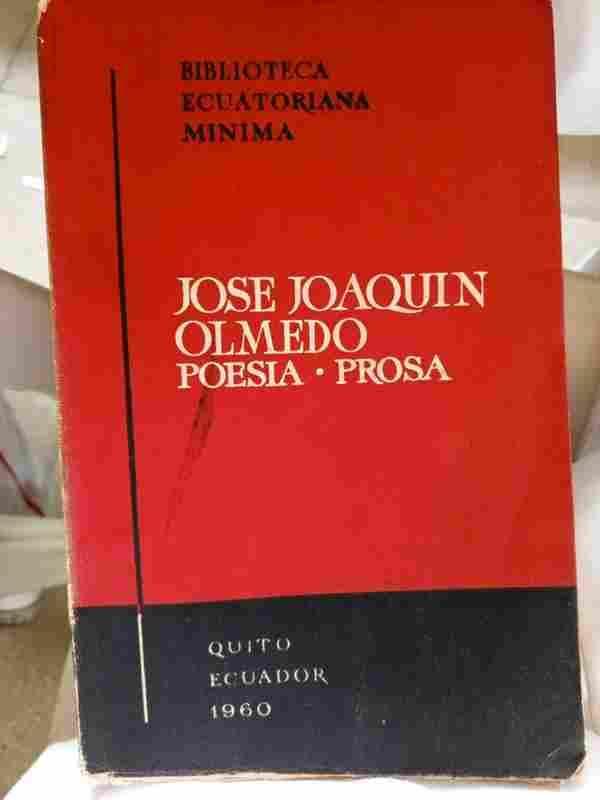 BIBLIOTECA
ECUATORIANA
MINIMA
JOSE JOAQUIN
OLMEDO
POESIA · PROSA
QUITO
ECUADOR
1960